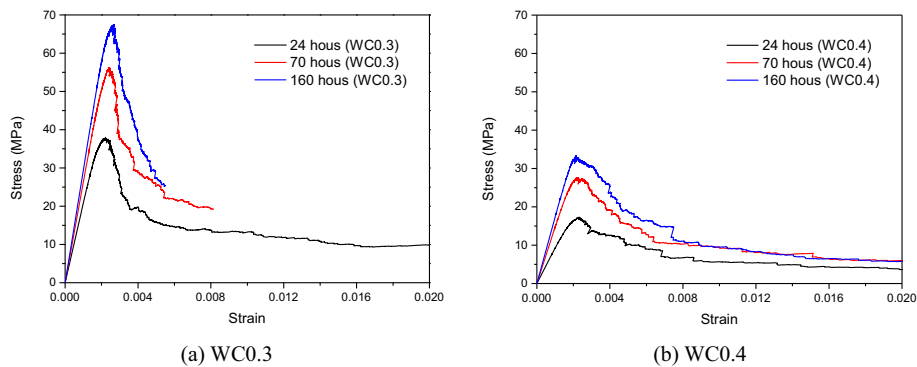 70
60
50
40
30
20
10
0
Stress (MPa)
24 hous (WC0.3)
70 hous (WC0.3)
160 hous (WC0.3)
0.000 0.004 0.008 0.012 0.016 0.020
Strain
(a) WC0.3
70
60
50
40
30
20
10
0
Stress (MPa)
24 hous (WC0.4)
70 hous (WC0.4)
160 hous (WC0.4)
0.000 0.004 0.008 0.012 0.016 0.020
Strain
(b) WC0.4